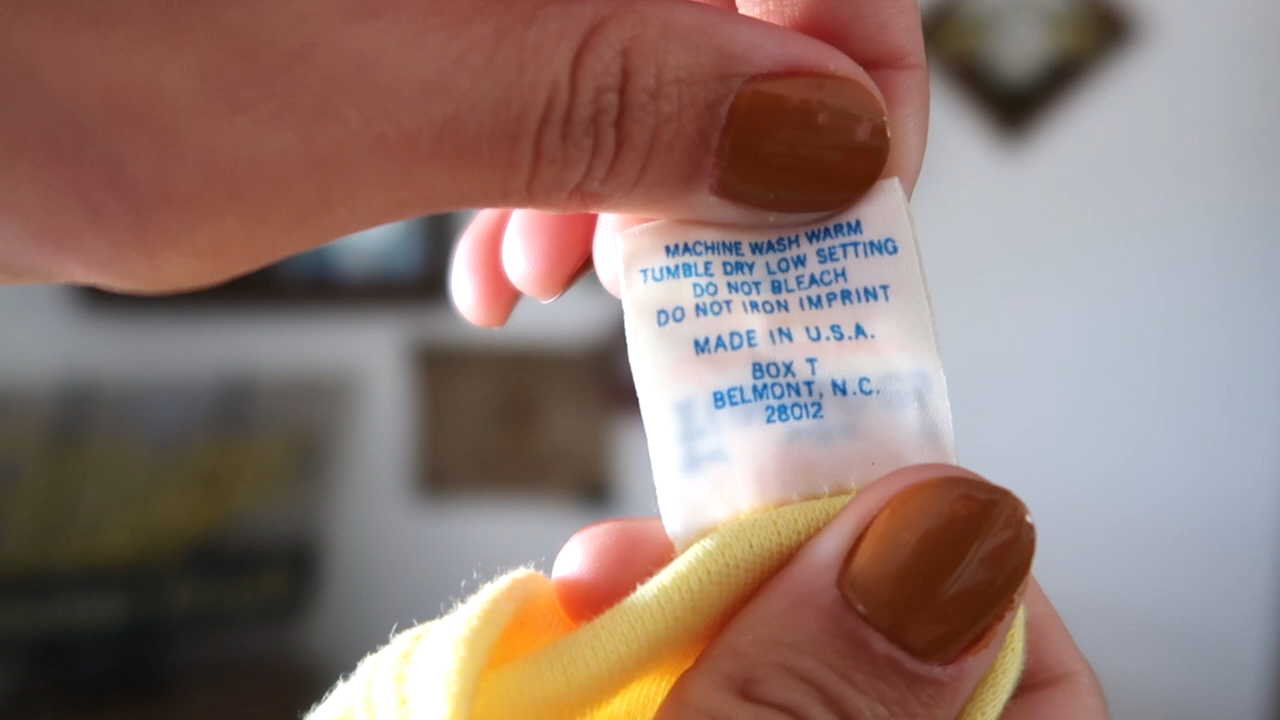 MACHINE WASH WARM
TUMBLE DRY LOW SETTING
DO NOT BLEACH
DO NOT IRON IMPRINT
MADE IN U.S.A.
BOX T
BELMONT, N.C.
28012